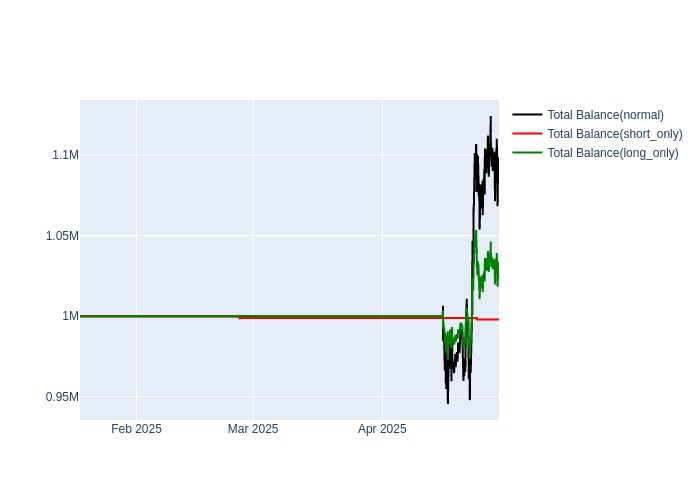 Total Balance(normal)
Total Balance(short_only)
Total Balance(long_only)
1.1M
1.05M
1M
0.95M
Feb 2025
Mar 2025
Apr 2025